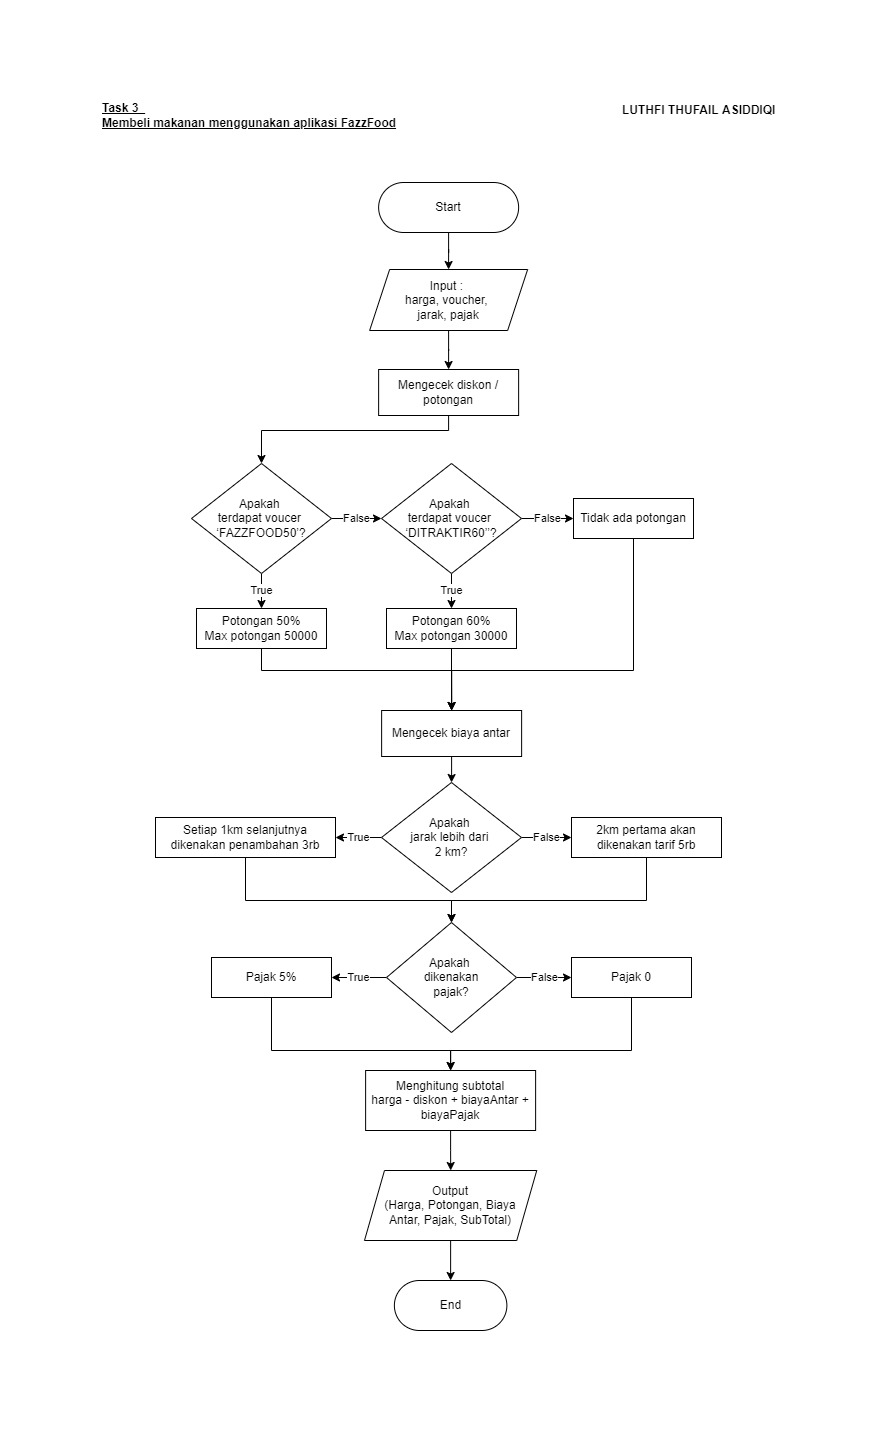 Task 3
Membeli makanan menggunakan aplikasi FazzFood
LUTHFI THUFAIL ASIDDIQI
Start
Input :
harga, voucher,
jarak, pajak
Mengecek diskon /
potongan
Apakah
terdapat voucer
‘FAZZFOOD50’?
False
Apakah
terdapat voucer
‘DITRAKTIR60”?
False
Tidak ada potongan
True
True
Potongan 50%
Max potongan 50000
Potongan 60%
Max potongan 30000
Mengecek biaya antar
Apakah
jarak lebih dari
2 km?
True
False
Setiap 1km selanjutnya
dikenakan penambahan 3rb
2km pertama akan
dikenakan tarif 5rb
Apakah
dikenakan
pajak?
True
False
Pajak 5%
Pajak 0
Menghitung subtotal
harga - diskon + biayaAntar +
biayaPajak
Output
(Harga, Potongan, Biaya
Antar, Pajak, SubTotal)
End